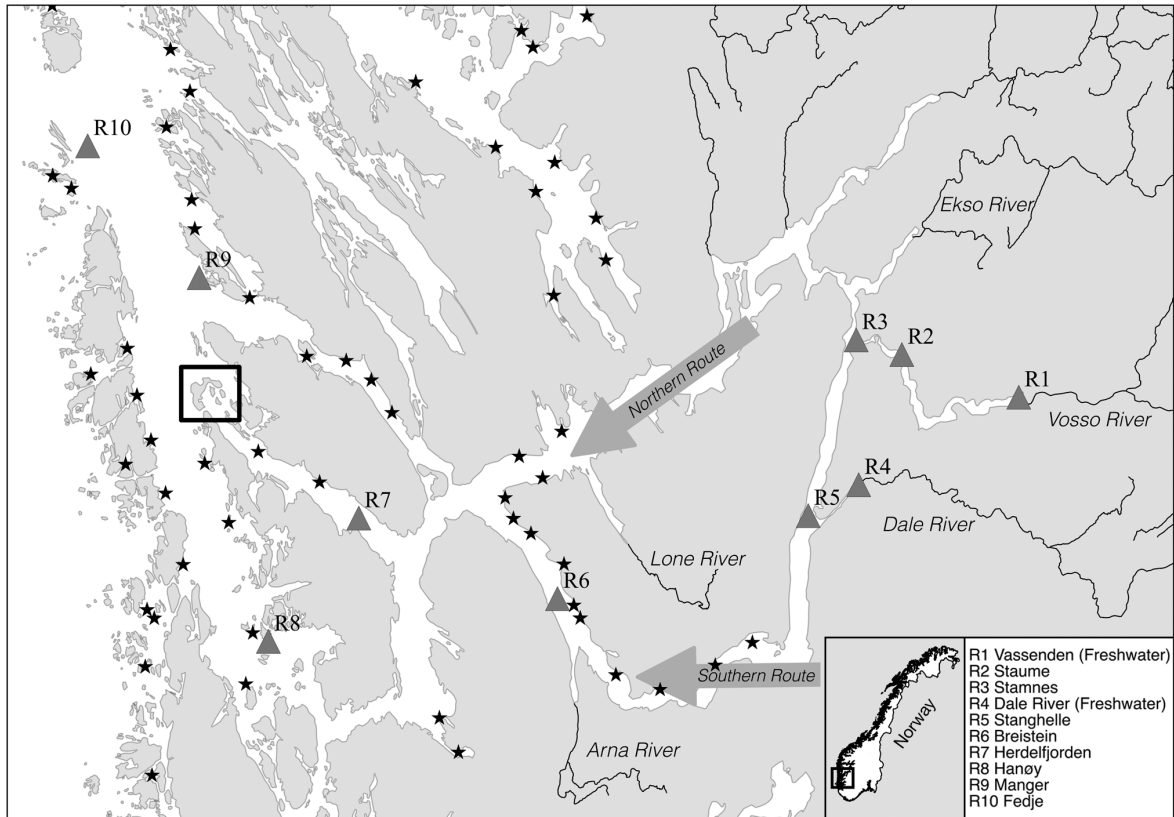 R10
Ekso River
R9
R3
R2
Northern Route
R1
Vosso River
R4
R7
R5
Dale River
Lone River
R6
R8
Southern Route
Arna River
Norway
R1 Vassenden (Freshwater)
R2 Staume
R3 Stamnes
R4 Dale River (Freshwater)
R5 Stanghelle
R6 Breistein
R7 Herdelfjorden
R8 Hanøy
R9 Manger
R10 Fedje